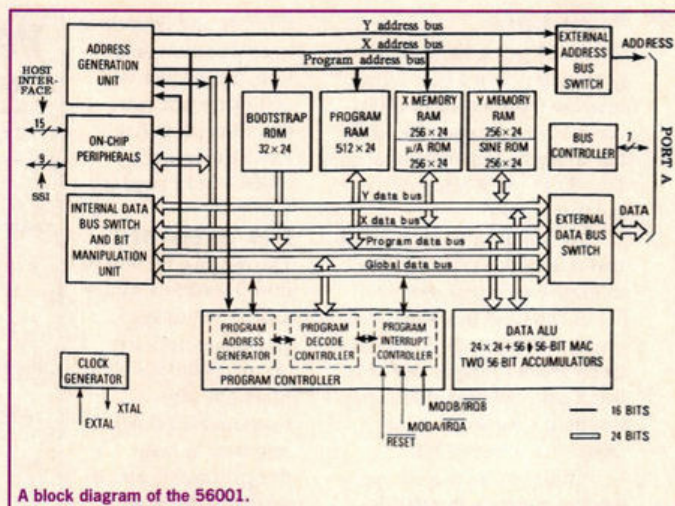 Y address bus
X address bus
Program address bus
ADDRESS
GENERATION
UNIT
EXTERNAL
ADDRESS
BUS
SWITCH
ADDRESS
HOST
INTER-
FACE
15
ON-CHIP
PERIPHERALS
9
SSI
BOOTSTRAP
ROM
32×24
PROGRAM
RAM
512×24
X MEMORY
RAM
256×24
μ/A ROM
256×24
Y MEMORY
RAM
256×24
SINE ROM
256×24
BUS
CONTROLLER
7
PORT A
INTERNAL DATA
BUS SWITCH
AND BIT
MANIPULATION
UNIT
Y data bus
X data bus
Program data bus
Global data bus
EXTERNAL
DATA BUS
SWITCH
DATA
PROGRAM
ADDRESS
GENERATOR
PROGRAM
DECODE
CONTROLLER
PROGRAM
INTERRUPT
CONTROLLER
PROGRAM CONTROLLER
DATA ALU
24×24+56 56-BIT MAC
TWO 56-BIT ACCUMULATORS
CLOCK
GENERATOR
XTAL
EXTAL
MODB/IRQB
MODA/IRQA
RESET
16 BITS
24 BITS
A block diagram of the 56001.